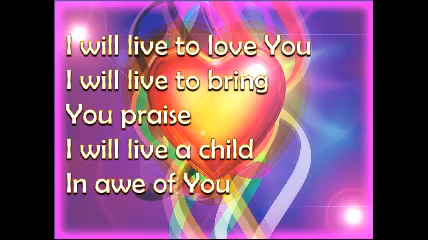 I will live to love You
I will live to bring
You praise
I will live a child
In awe of You